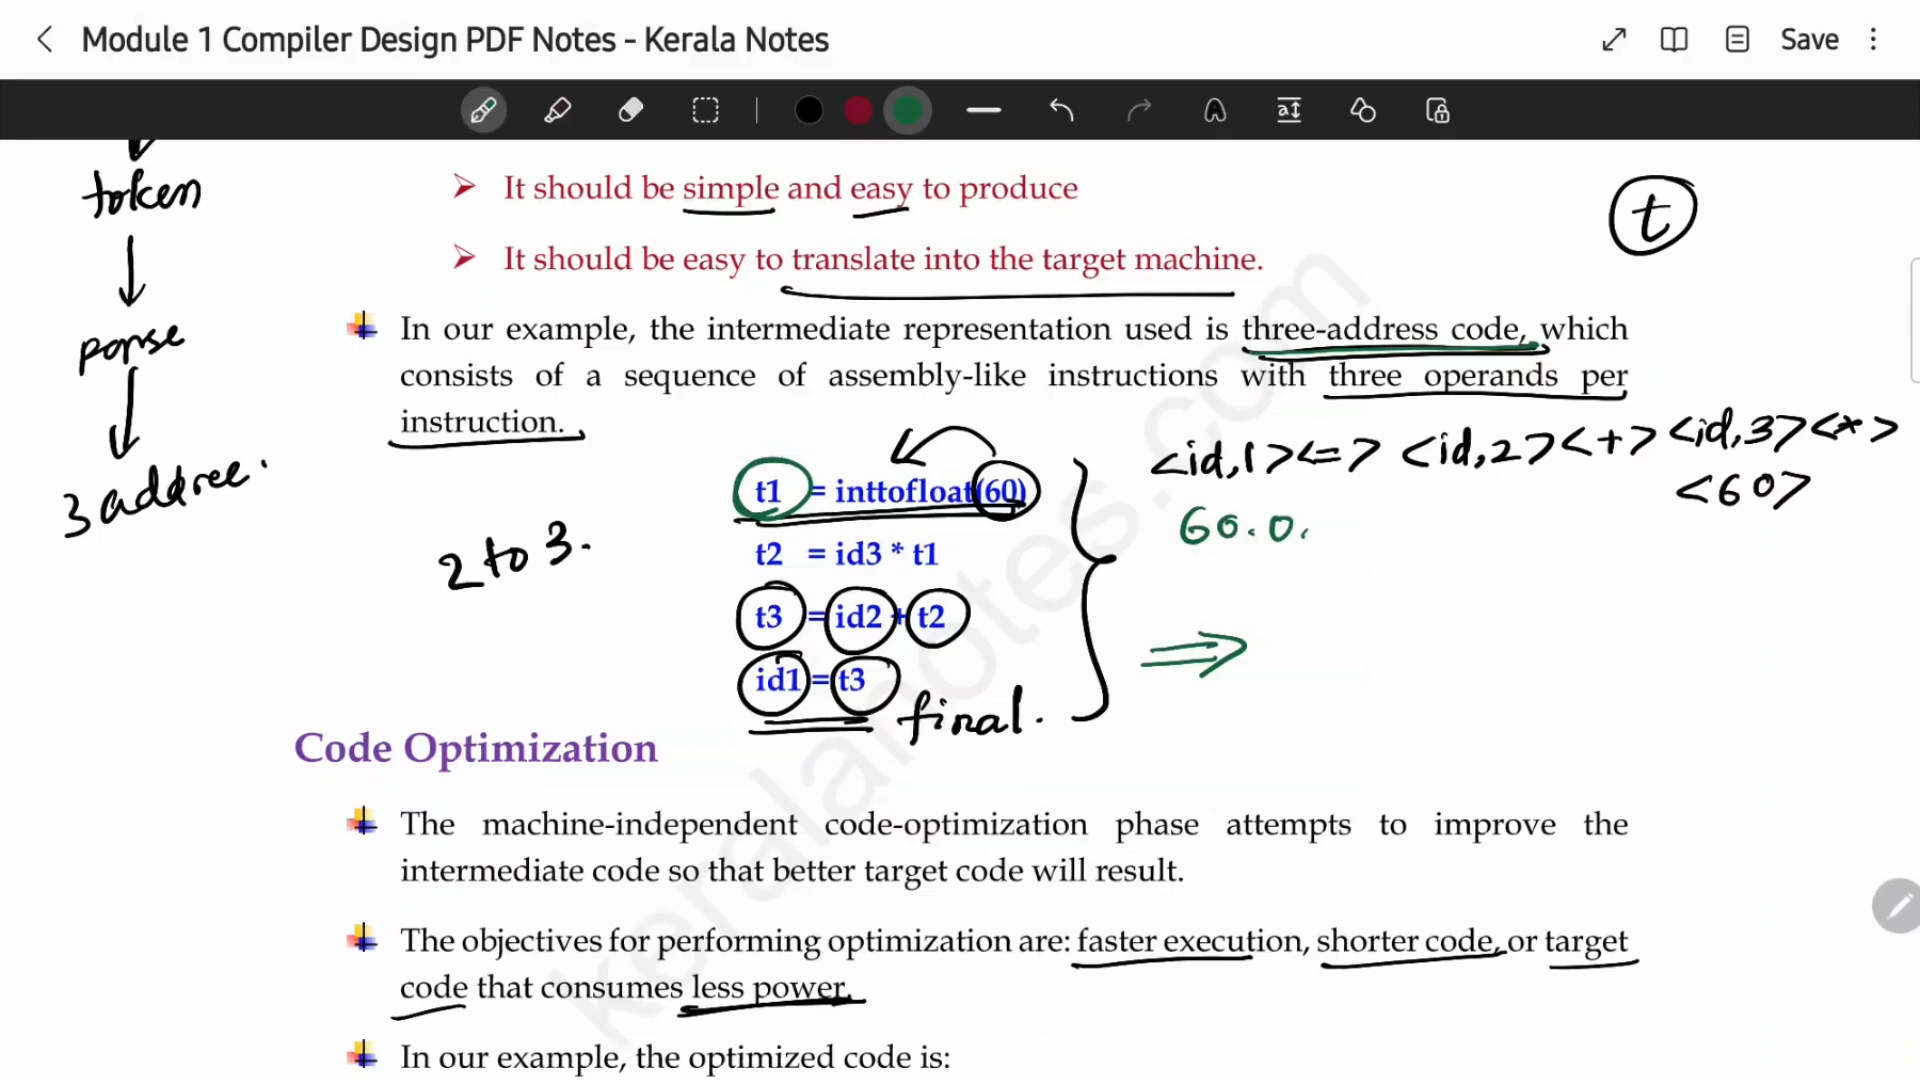 Module 1 Compiler Design PDF Notes - Kerala Notes
Save
token
parse
3 addree.
➤ It should be simple and easy to produce
➤ It should be easy to translate into the target machine.
t
In our example, the intermediate representation used is three-address code, which
consists of a sequence of assembly-like instructions with three operands per
instruction.
<id,1><=> <id,2><+><id,3><*>
<60>
t1 = inttofloat(60)
60.0.
t2 = id3 * t1
2 to 3.
t3 = id2 + t2
id1 = t3
final.
Code Optimization
The machine-independent code-optimization phase attempts to improve the
intermediate code so that better target code will result.
The objectives for performing optimization are: faster execution, shorter code, or target
code that consumes less power.
In our example, the optimized code is:
keralanotes.com